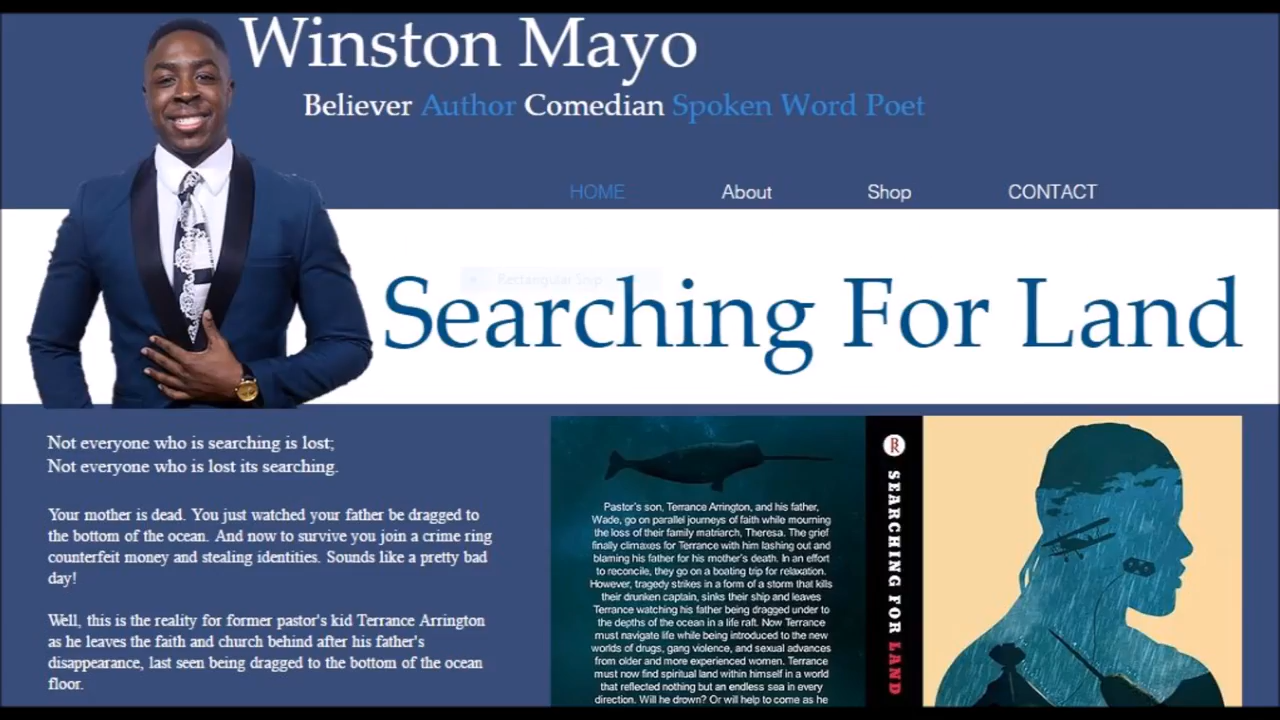 Winston Mayo
Believer Author Comedian Spoken Word Poet
HOME About Shop CONTACT
Rectangular Ship
Searching For Land
Not everyone who is searching is lost;
Not everyone who is lost its searching.
Your mother is dead. You just watched your father be dragged to
the bottom of the ocean. And now to survive you join a crime ring
counterfeit money and stealing identities. Sounds like a pretty bad
day!
Well, this is the reality for former pastor's kid Terrance Arrington
as he leaves the faith and church behind after his father's
disappearance, last seen being dragged to the bottom of the ocean
floor.
Pastor's son, Terrance Arrington, and his father,
Wade, go on parallel journeys of faith while mourning
the loss of their family matriarch, Theresa. The grief
finally climaxes for Terrance with him lashing out and
blaming his father for his mother's death. In an effort
to reconcile, they go on a boating trip for relaxation.
However, tragedy strikes in a form of a storm that kills
their drunken captain, sinks their ship and leaves
Terrance watching his father being dragged under to
the depths of the ocean in a life raft. Now Terrance
must navigate life while being introduced to the new
worlds of drugs, gang violence, and sexual advances
from older and more experienced women. Terrance
must now find spiritual land within himself in a world
that reflected nothing but an endless sea in every
direction. Will he drown? Or will help to come as he
SEARCHING FOR LAND